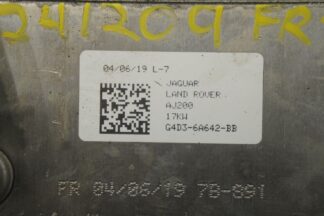 241209 FR
04/06/19 L-7
JAGUAR
LAND ROVER
AJ200
17KW
G4D3-6A642-BB
FR 04/06/19 7B-891